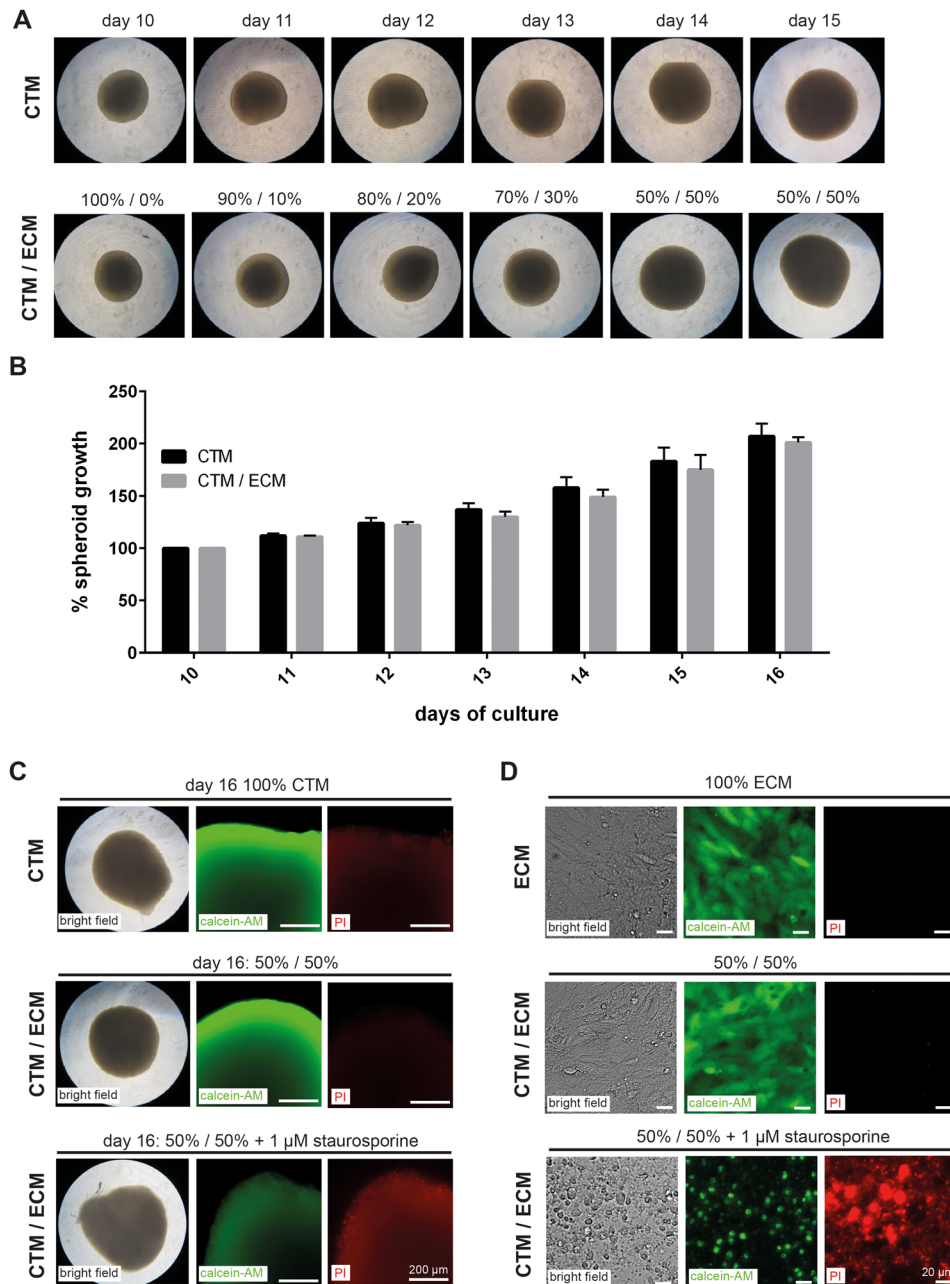 A
day 10 day 11 day 12 day 13 day 14 day 15
CTM
100% / 0% 90% / 10% 80% / 20% 70% / 30% 50% / 50% 50% / 50%
CTM / ECM
B
250
200
150
100
50
0
% spheroid growth
CTM
CTM / ECM
10 11 12 13 14 15 16
days of culture
C
day 16 100% CTM
CTM
bright field calcein-AM PI
day 16: 50% / 50%
CTM / ECM
bright field calcein-AM PI
day 16: 50% / 50% + 1 µM staurosporine
CTM / ECM
bright field calcein-AM PI 200 µm
D
100% ECM
ECM
bright field calcein-AM PI
50% / 50%
CTM / ECM
bright field calcein-AM PI
50% / 50% + 1 µM staurosporine
CTM / ECM
bright field calcein-AM PI 20 µm